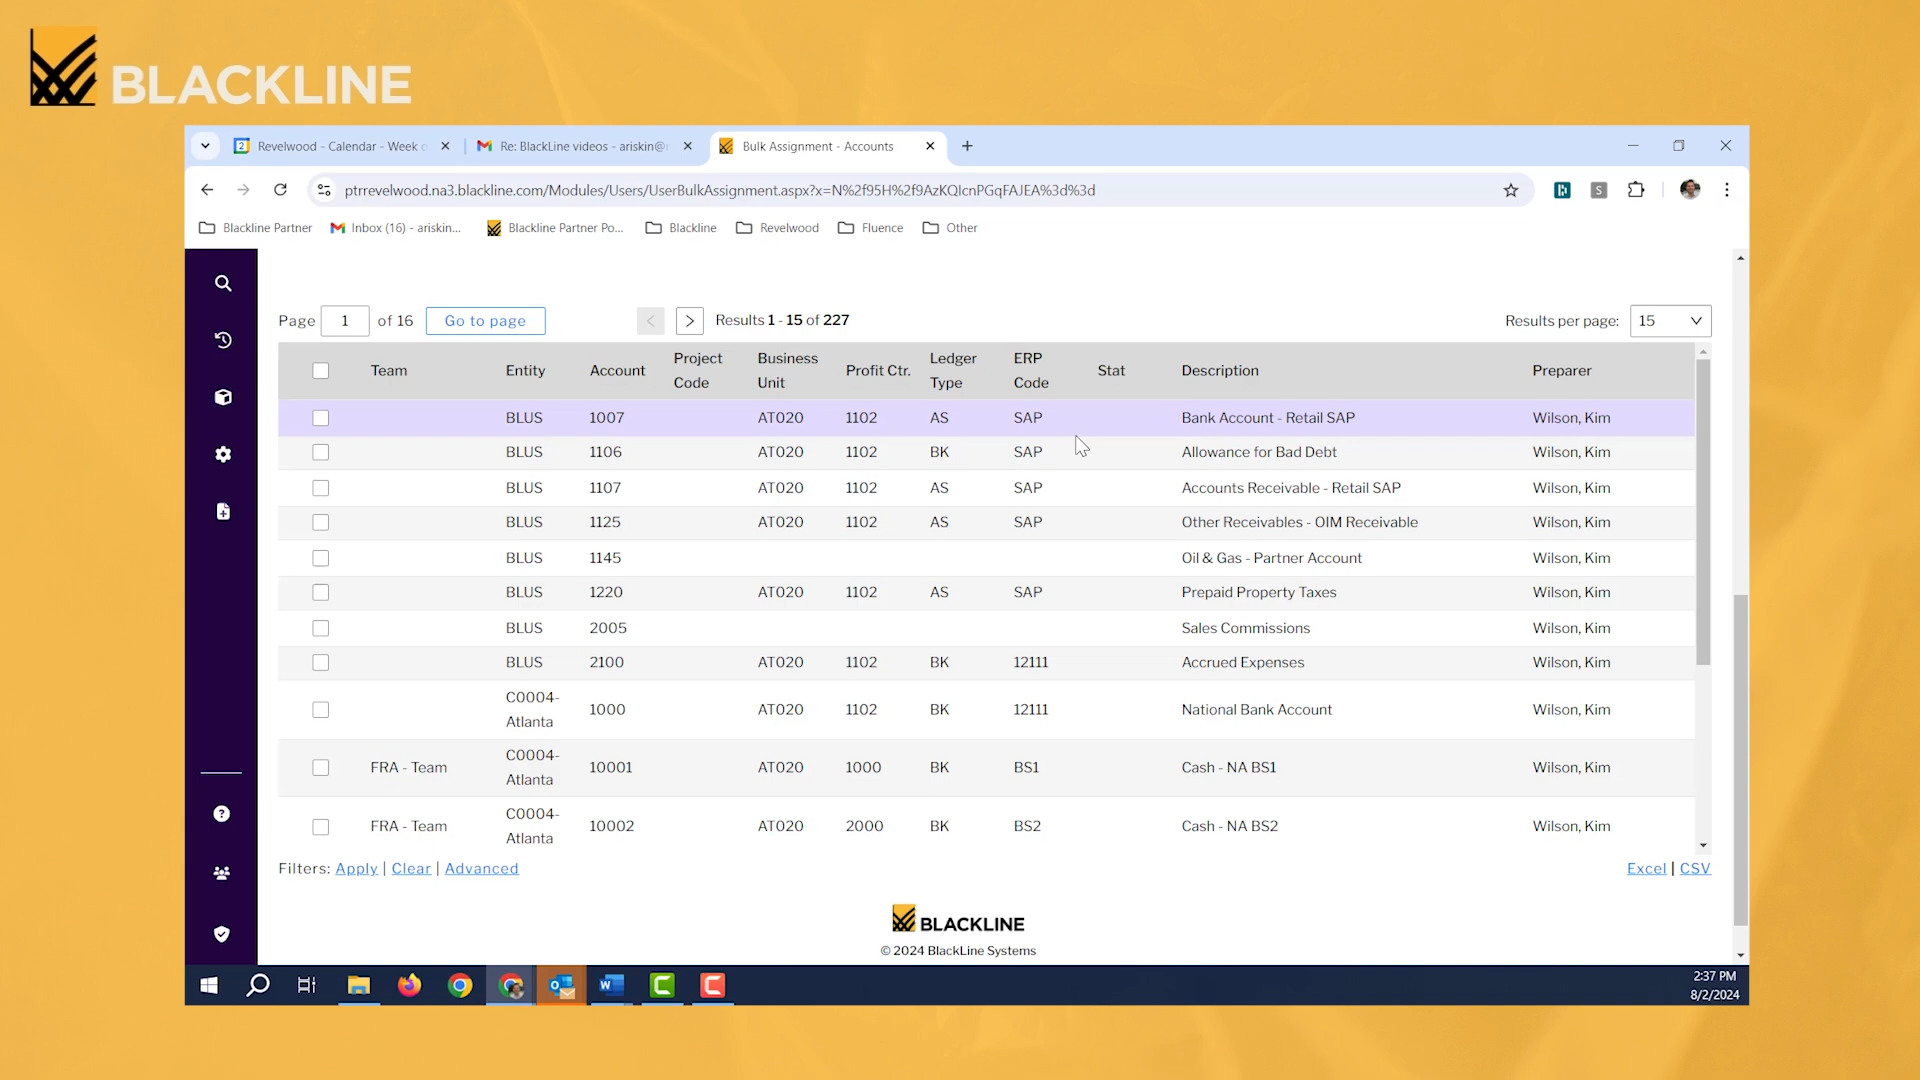 BLACKLINE
Revelwood - Calendar - Week o
Re: BlackLine videos - ariskin@r
Bulk Assignment - Accounts
ptrrevelwood.na3.blackline.com/Modules/Users/UserBulkAssignment.aspx?x=N%2f95H%2f9AzKQIcnPGqFAJEA%3d%3d
Blackline Partner
Inbox (16) - ariskin...
Blackline Partner Po...
Blackline
Revelwood
Fluence
Other
Page 1 of 16 Go to page < > Results 1 - 15 of 227 Results per page: 15
Team Entity Account Project Code Business Unit Profit Ctr. Ledger Type ERP Code Stat Description Preparer
BLUS 1007 AT020 1102 AS SAP Bank Account - Retail SAP Wilson, Kim
BLUS 1106 AT020 1102 BK SAP Allowance for Bad Debt Wilson, Kim
BLUS 1107 AT020 1102 AS SAP Accounts Receivable - Retail SAP Wilson, Kim
BLUS 1125 AT020 1102 AS SAP Other Receivables - OIM Receivable Wilson, Kim
BLUS 1145 Oil & Gas - Partner Account Wilson, Kim
BLUS 1220 AT020 1102 AS SAP Prepaid Property Taxes Wilson, Kim
BLUS 2005 Sales Commissions Wilson, Kim
BLUS 2100 AT020 1102 BK 12111 Accrued Expenses Wilson, Kim
C0004-Atlanta 1000 AT020 1102 BK 12111 National Bank Account Wilson, Kim
FRA - Team C0004-Atlanta 10001 AT020 1000 BK BS1 Cash - NA BS1 Wilson, Kim
FRA - Team C0004-Atlanta 10002 AT020 2000 BK BS2 Cash - NA BS2 Wilson, Kim
Filters: Apply | Clear | Advanced Excel | CSV
BLACKLINE
© 2024 BlackLine Systems
2:37 PM
8/2/2024